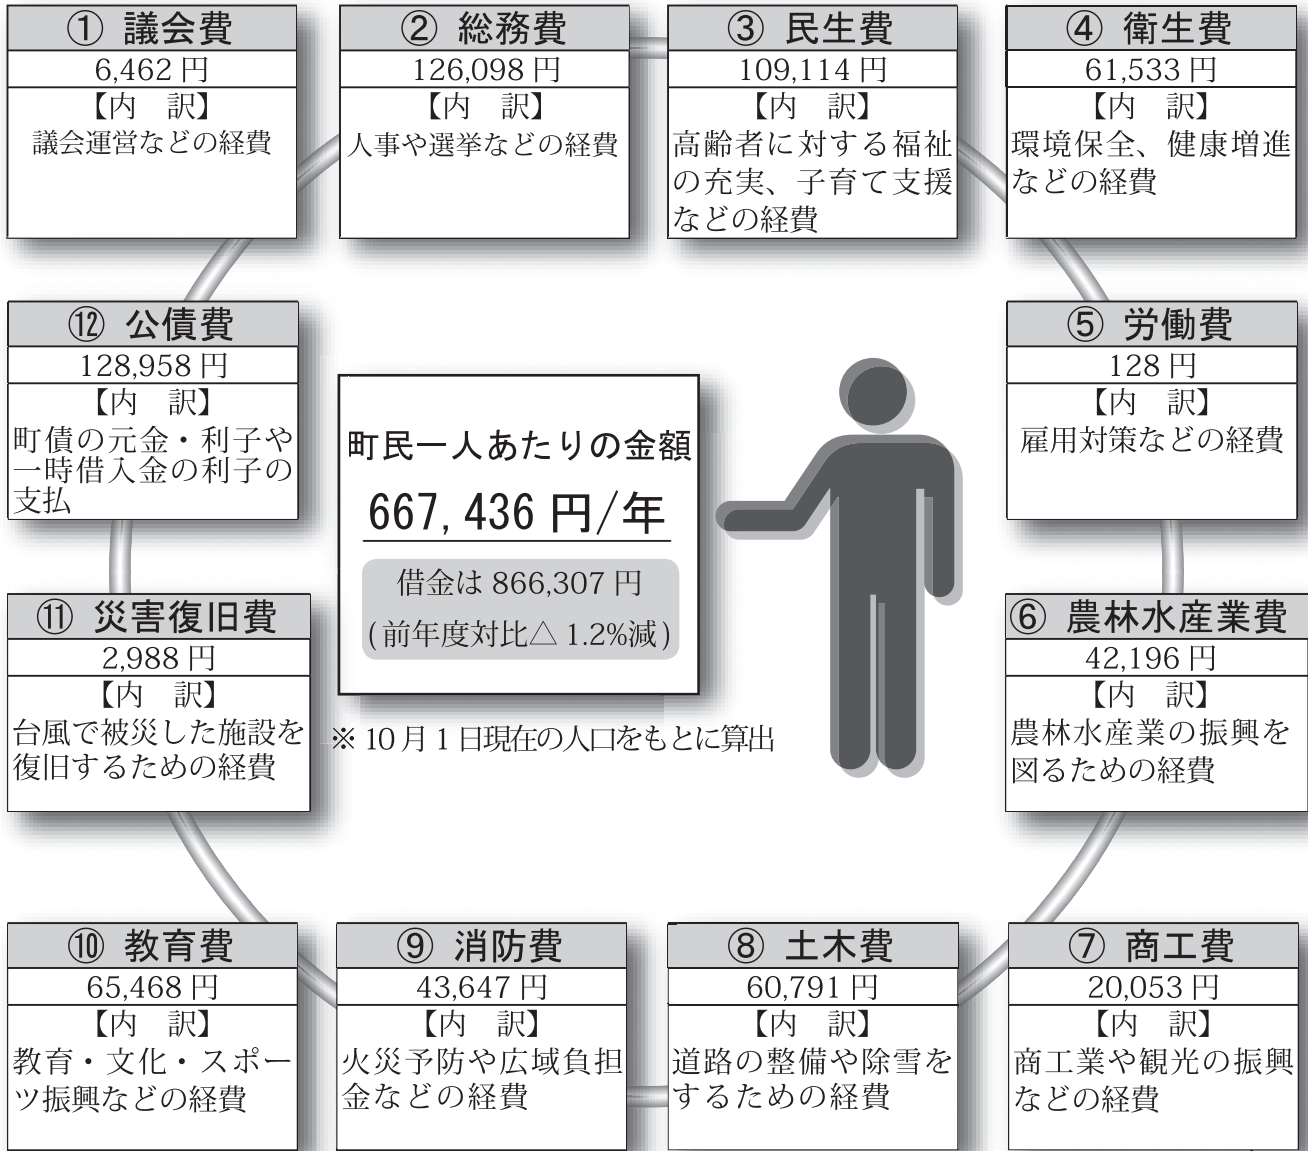 ① 議会費
6,462 円
【内　訳】
議会運営などの経費
② 総務費
126,098 円
【内　訳】
人事や選挙などの経費
③ 民生費
109,114 円
【内　訳】
高齢者に対する福祉
の充実、子育て支援
などの経費
④ 衛生費
61,533 円
【内　訳】
環境保全、健康増進
などの経費
⑤ 労働費
128 円
【内　訳】
雇用対策などの経費
⑥ 農林水産業費
42,196 円
【内　訳】
農林水産業の振興を
図るための経費
⑦ 商工費
20,053 円
【内　訳】
商工業や観光の振興
などの経費
⑧ 土木費
60,791 円
【内　訳】
道路の整備や除雪を
するための経費
⑨ 消防費
43,647 円
【内　訳】
火災予防や広域負担
金などの経費
⑩ 教育費
65,468 円
【内　訳】
教育・文化・スポー
ツ振興などの経費
⑪ 災害復旧費
2,988 円
【内　訳】
台風で被災した施設を
復旧するための経費
⑫ 公債費
128,958 円
【内　訳】
町債の元金・利子や
一時借入金の利子の
支払
町民一人あたりの金額
667,436 円/年
借金は 866,307 円
(前年度対比△ 1.2%減)
※ 10 月 1 日現在の人口をもとに算出